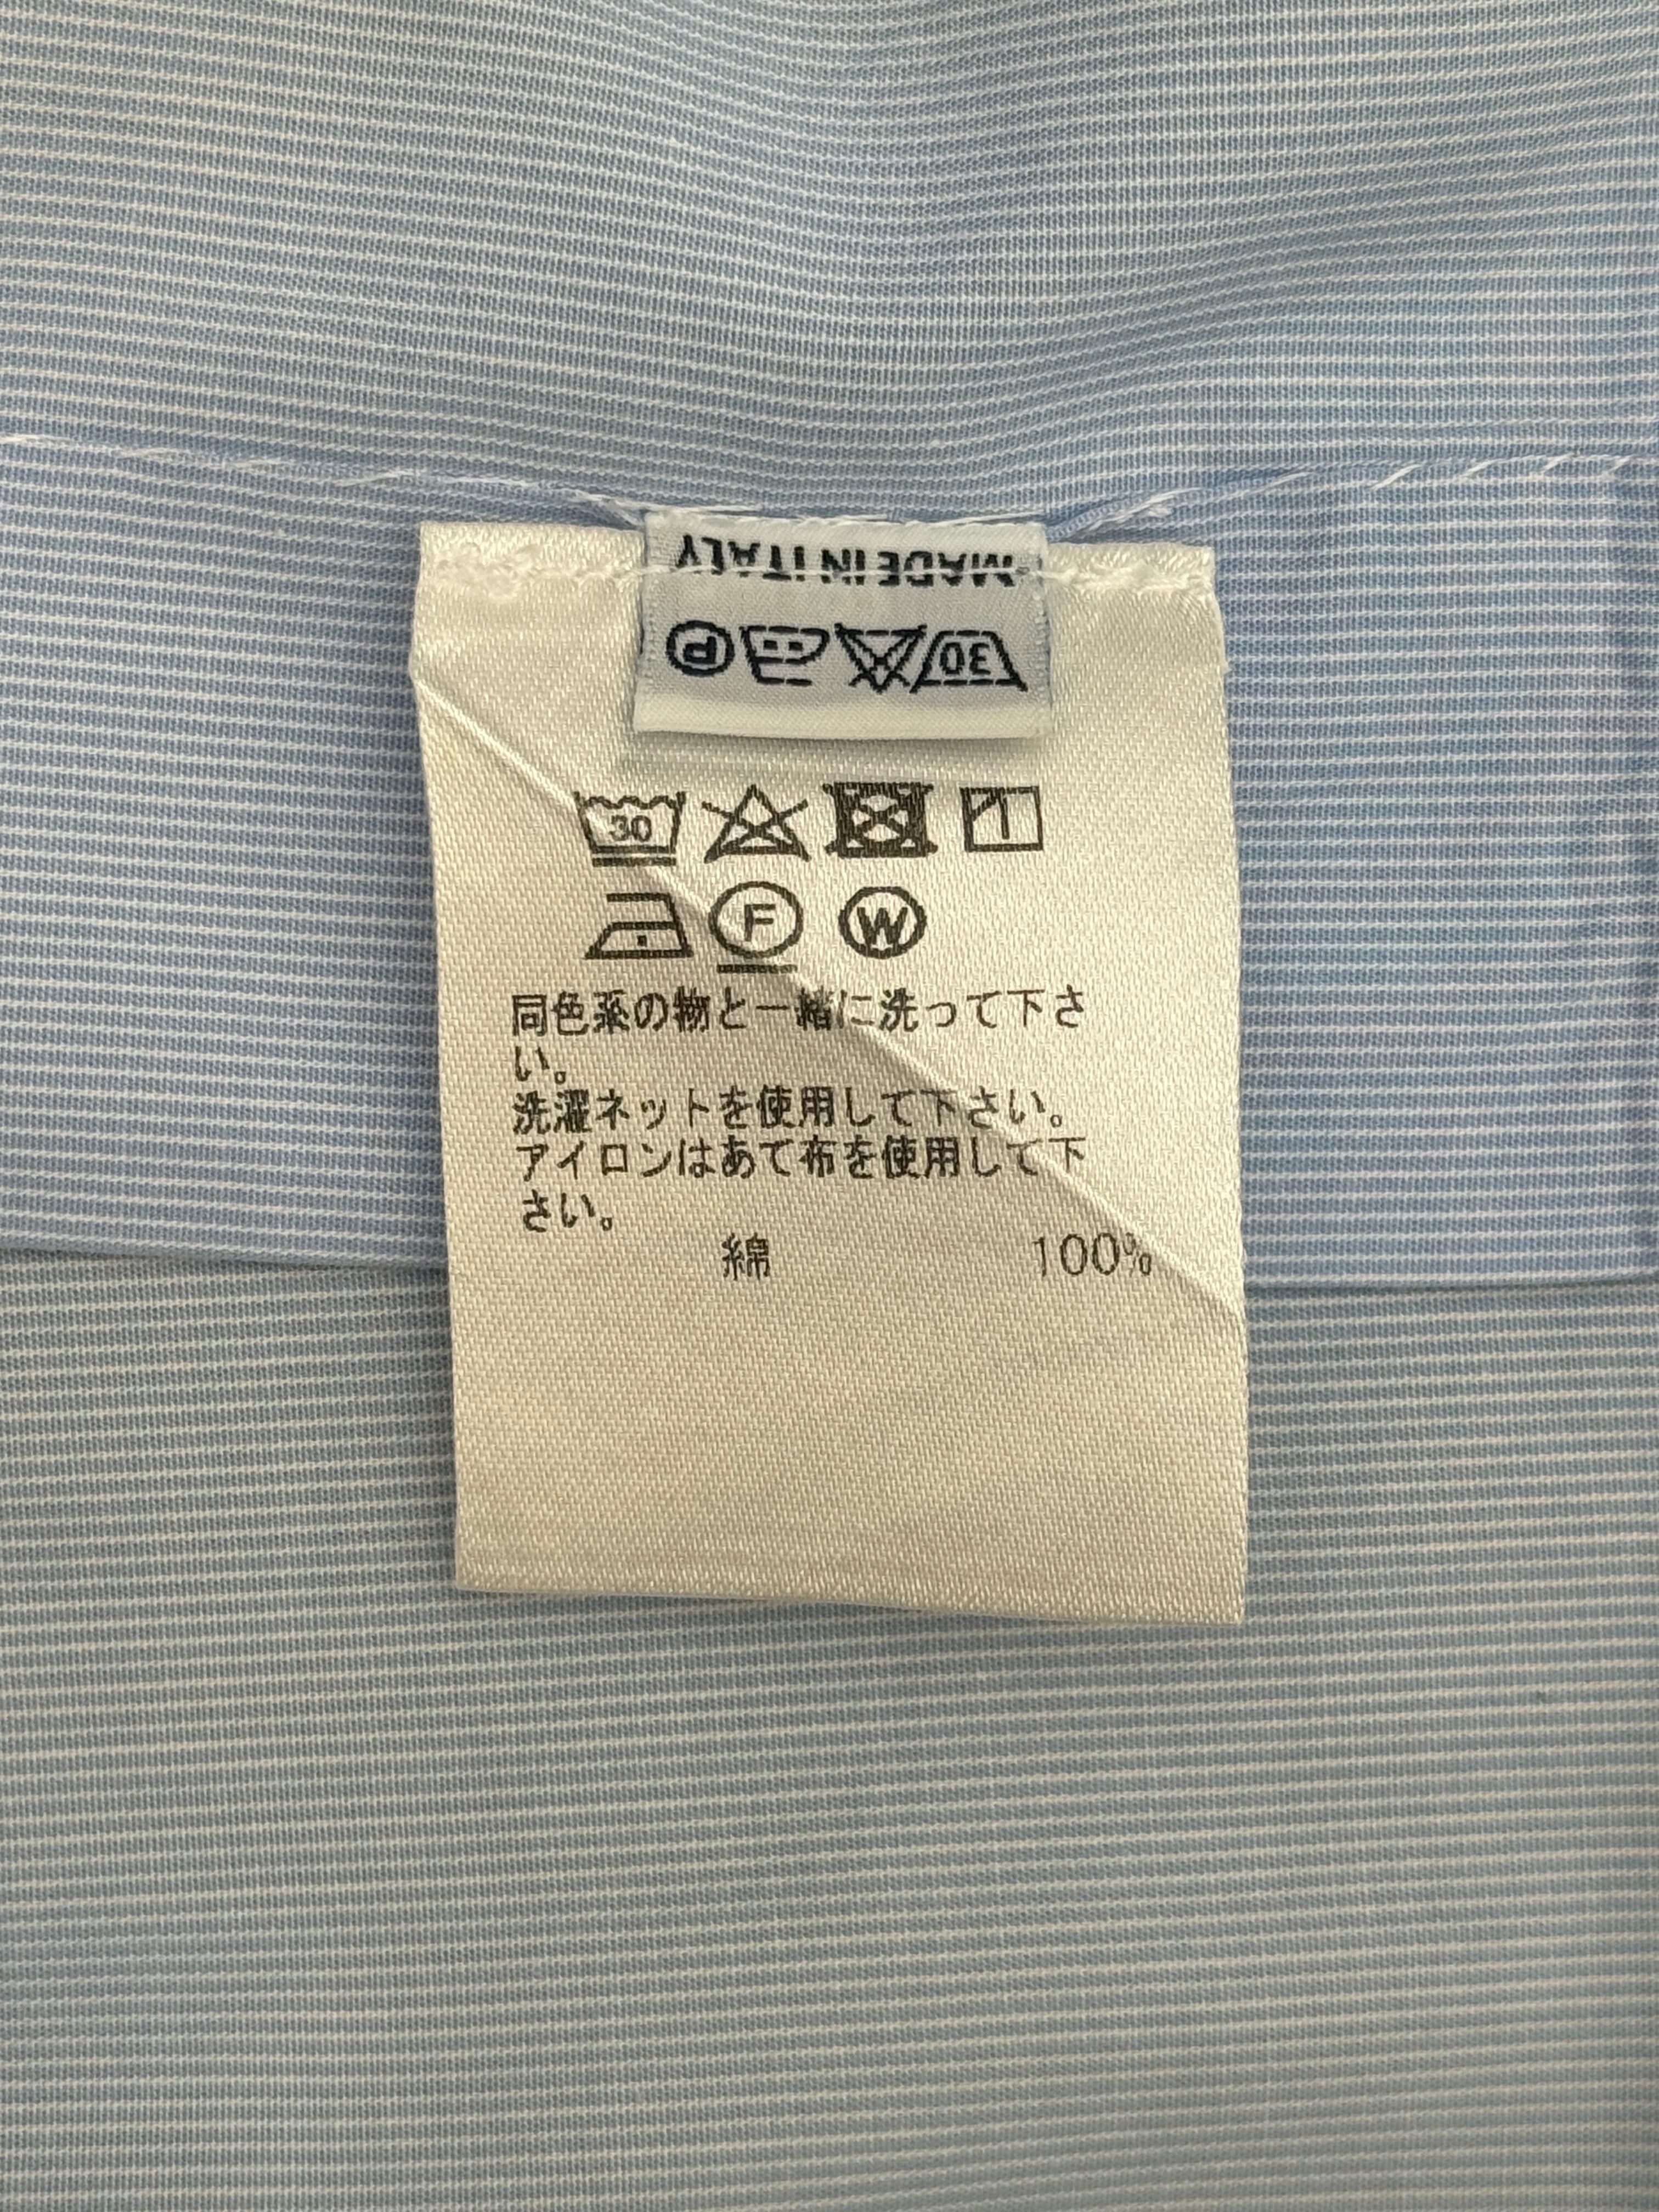 MADE IN ITALY
30 P
30
F W
同色系の物と一緒に洗って下さ
い。
洗濯ネットを使用して下さい。
アイロンはあて布を使用して下
さい。
綿 100%